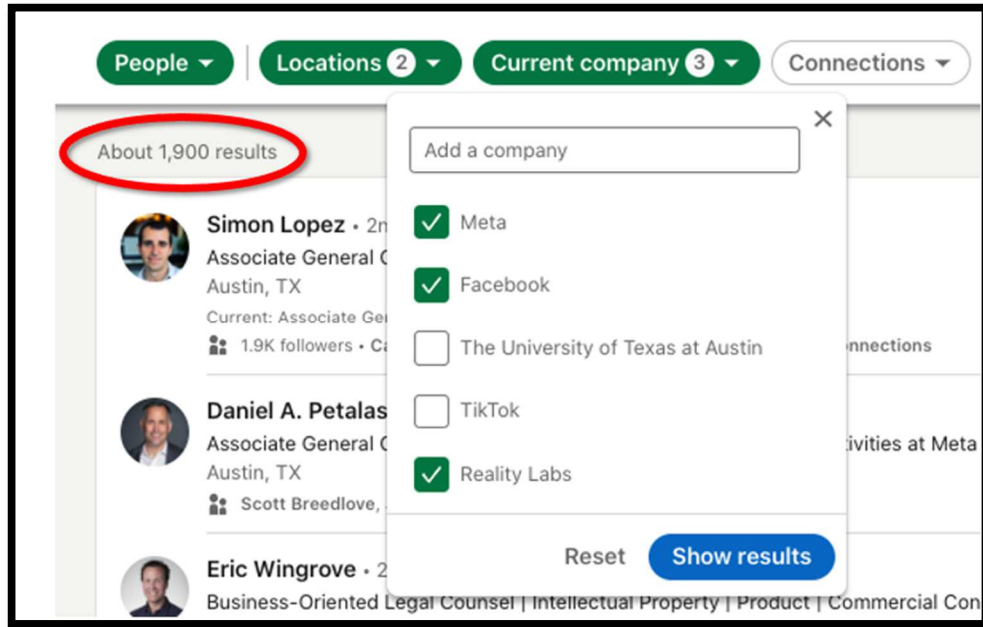 People
Locations 2
Current company 3
Connections
About 1,900 results
Add a company
Meta
Facebook
The University of Texas at Austin
TikTok
Reality Labs
Reset
Show results
Simon Lopez •
Associate General
Austin, TX
Current: Associate
1.9K followers •
nnections
Daniel A. Petalas
Associate General
ivities at Meta
Austin, TX
Scott Breedlove,
Eric Wingrove • 2
Business-Oriented Legal Counsel | Intellectual Property | Product | Commercial Con